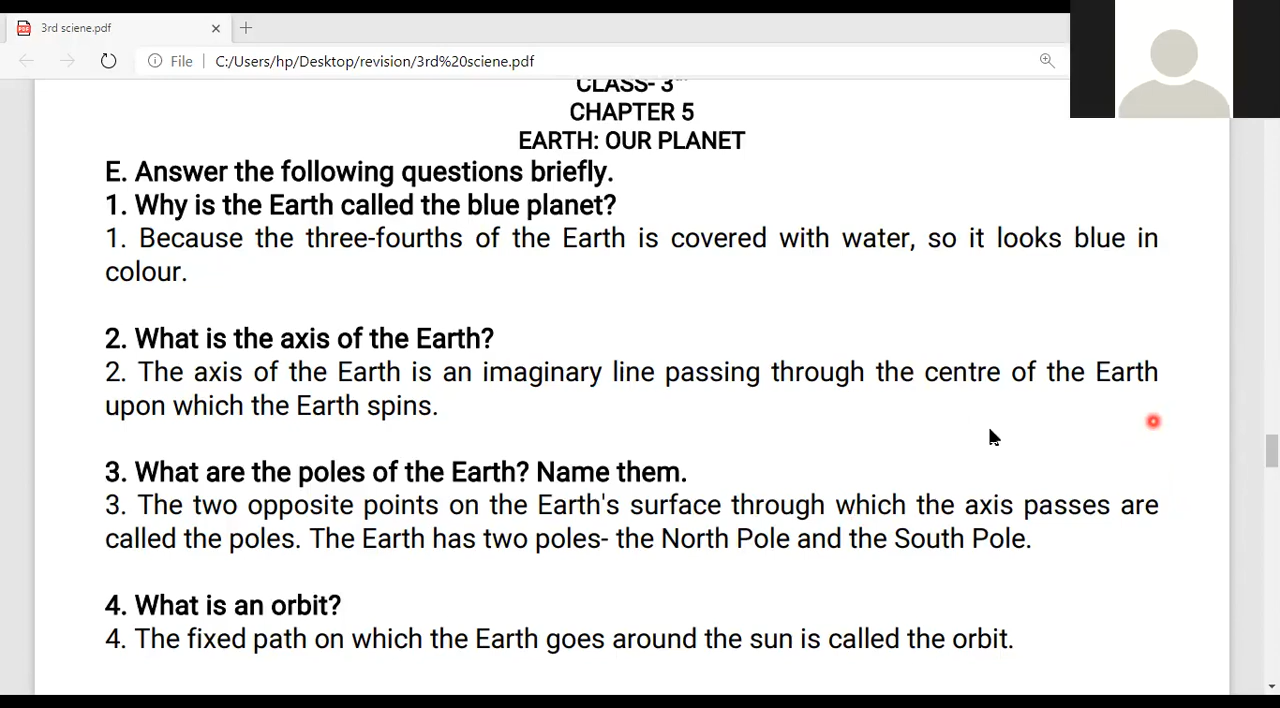 3rd sciene.pdf
File
C:/Users/hp/Desktop/revision/3rd%20sciene.pdf
CLASS- 3
CHAPTER 5
EARTH: OUR PLANET
E. Answer the following questions briefly.
1. Why is the Earth called the blue planet?
1. Because the three-fourths of the Earth is covered with water, so it looks blue in
colour.
2. What is the axis of the Earth?
2. The axis of the Earth is an imaginary line passing through the centre of the Earth
upon which the Earth spins.
3. What are the poles of the Earth? Name them.
3. The two opposite points on the Earth's surface through which the axis passes are
called the poles. The Earth has two poles- the North Pole and the South Pole.
4. What is an orbit?
4. The fixed path on which the Earth goes around the sun is called the orbit.